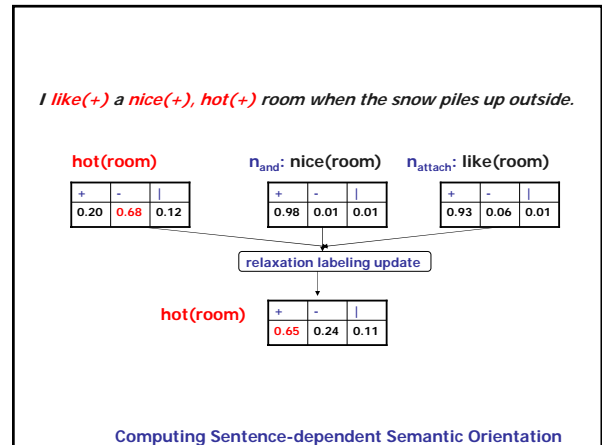 I like(+) a nice(+), hot(+) room when the snow piles up outside.
hot(room) n_and: nice(room) n_attach: like(room)
+ - | + - | + - |
0.20 0.68 0.12 0.98 0.01 0.01 0.93 0.06 0.01
relaxation labeling update
hot(room) + - |
0.65 0.24 0.11
Computing Sentence-dependent Semantic Orientation